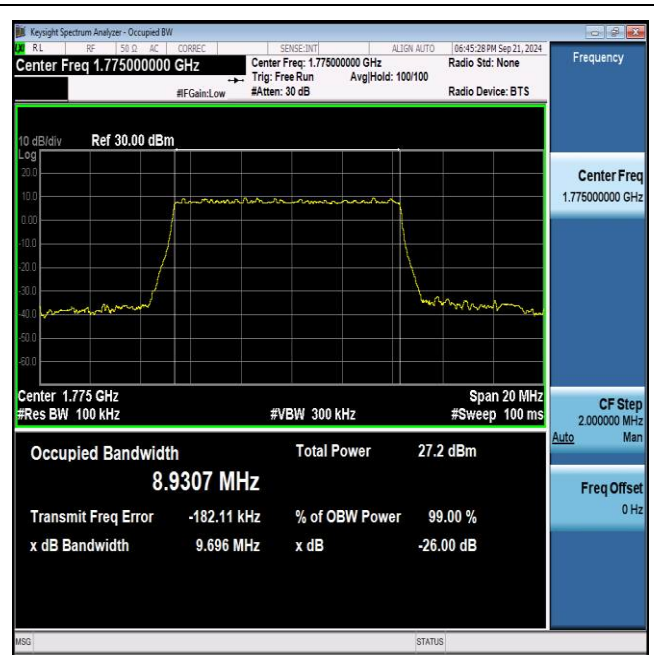 Keysight Spectrum Analyzer - Occupied BW
RL RF 50 Ω AC CORREC SENSE:INT ALIGN AUTO 06:45:28 PM Sep 21, 2024
Center Freq 1.775000000 GHz Center Freq: 1.775000000 GHz Radio Std: None
Trig: Free Run Avg|Hold: 100/100
#IFGain:Low #Atten: 30 dB Radio Device: BTS
10 dB/div Ref 30.00 dBm
Log
20.0
10.0
0.00
-10.0
-20.0
-30.0
-40.0
-50.0
-60.0
Center 1.775 GHz Span 20 MHz
#Res BW 100 kHz #VBW 300 kHz #Sweep 100 ms
Occupied Bandwidth Total Power 27.2 dBm
8.9307 MHz
Transmit Freq Error -182.11 kHz % of OBW Power 99.00 %
x dB Bandwidth 9.696 MHz x dB -26.00 dB
MSG STATUS
Frequency
Center Freq
1.775000000 GHz
CF Step
2.000000 MHz
Auto Man
Freq Offset
0 Hz